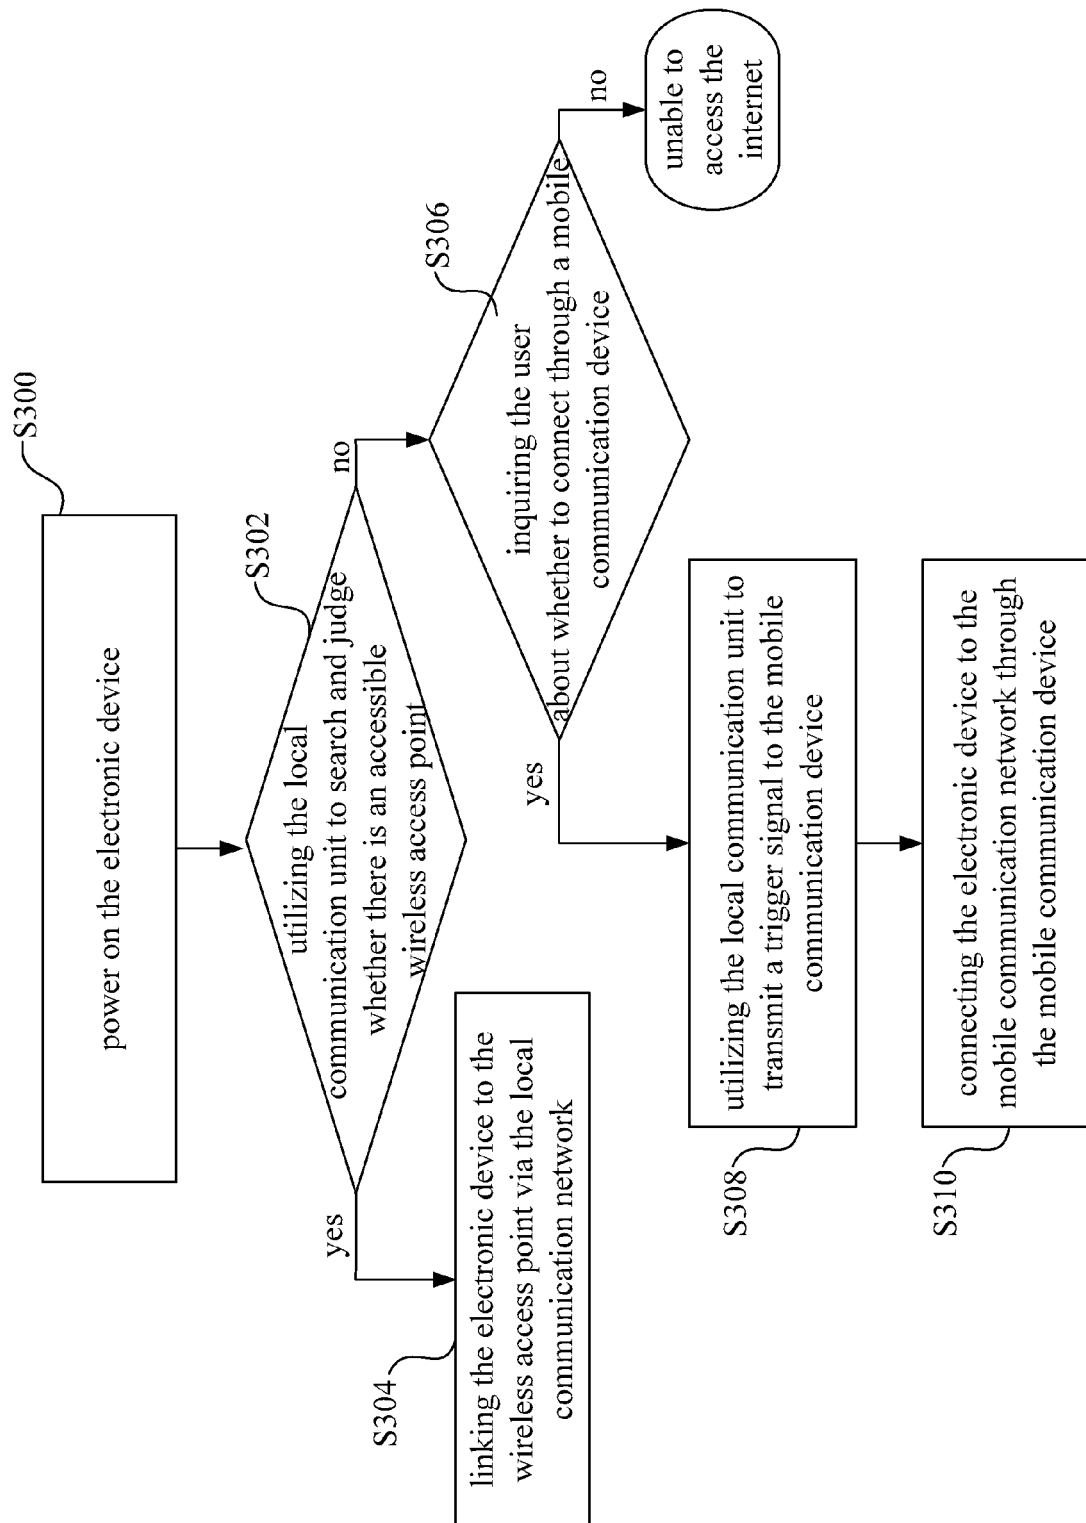 S300
power on the electronic device
S302
utilizing the local
communication unit to search and judge
whether there is an accessible
wireless access point
yes
no
S304
linking the electronic device to the
wireless access point via the local
communication network
S306
inquiring the user
about whether to connect through a mobile
communication device
yes
no
unable to
access the
internet
S308
utilizing the local communication unit to
transmit a trigger signal to the mobile
communication device
S310
connecting the electronic device to the
mobile communication network through
the mobile communication device